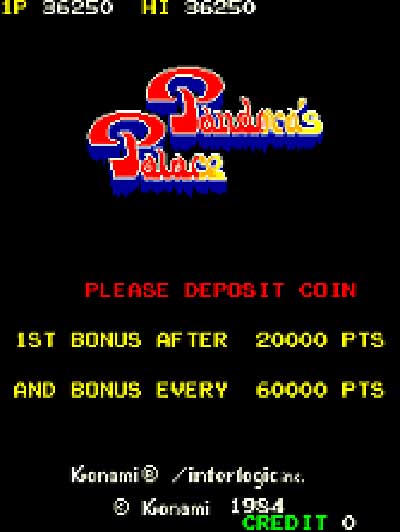 1P 36250 HI 36250
Pandora's
Palace
PLEASE DEPOSIT COIN
1ST BONUS AFTER 20000 PTS
AND BONUS EVERY 60000 PTS
Konami® /interlogic inc.
© Konami 1984
CREDIT 0